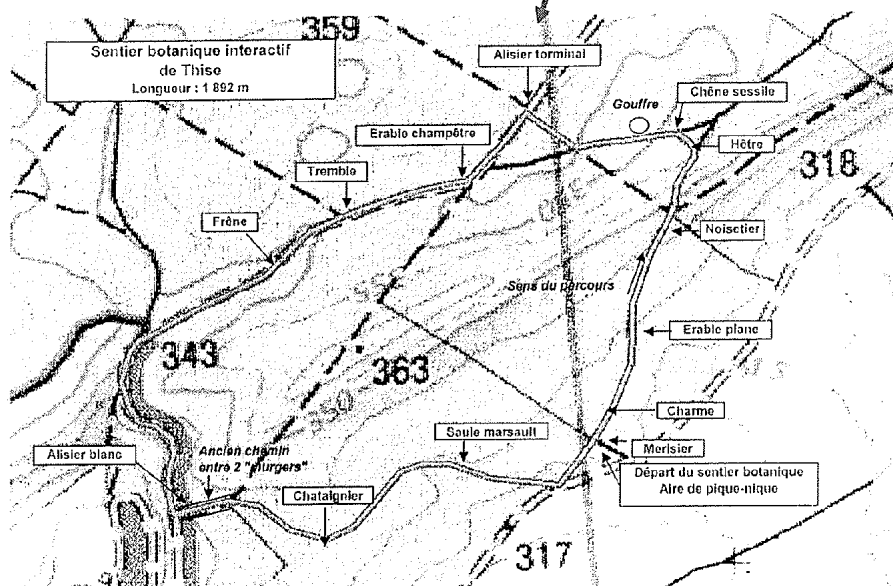 359
Sentier botanique interactif
de Thise
Longueur : 1 892 m
Alisier torminal
Gouffre
Chêne sessile
Erable champêtre
Hêtre
Tremble
318
Frêne
Noisetier
Sens du parcours
Erable plane
343
363
350
Charme
Saule marsault
Merisier
Ancien chemin
entre 2 "murgers"
Alisier blanc
Départ du sentier botanique
Aire de pique-nique
Chataignier
317